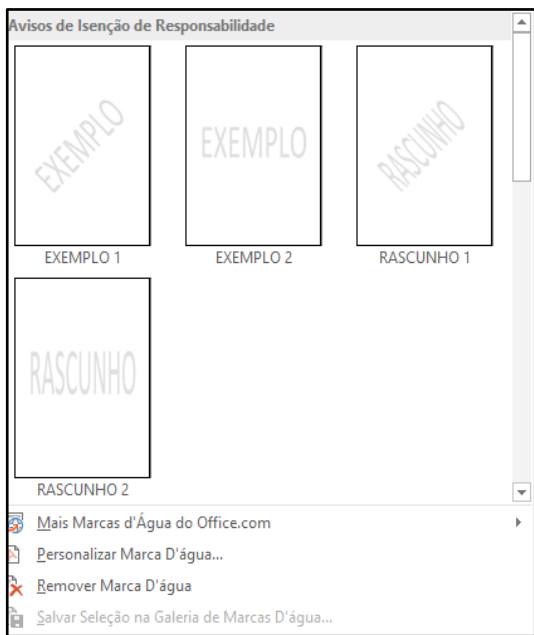 Avisos de Isenção de Responsabilidade
EXEMPLO
EXEMPLO
RASCUNHO
EXEMPLO 1
EXEMPLO 2
RASCUNHO 1
RASCUNHO
RASCUNHO 2
Mais Marcas d'Água do Office.com
Personalizar Marca D'água...
Remover Marca D'água
Salvar Seleção na Galeria de Marcas D'água...